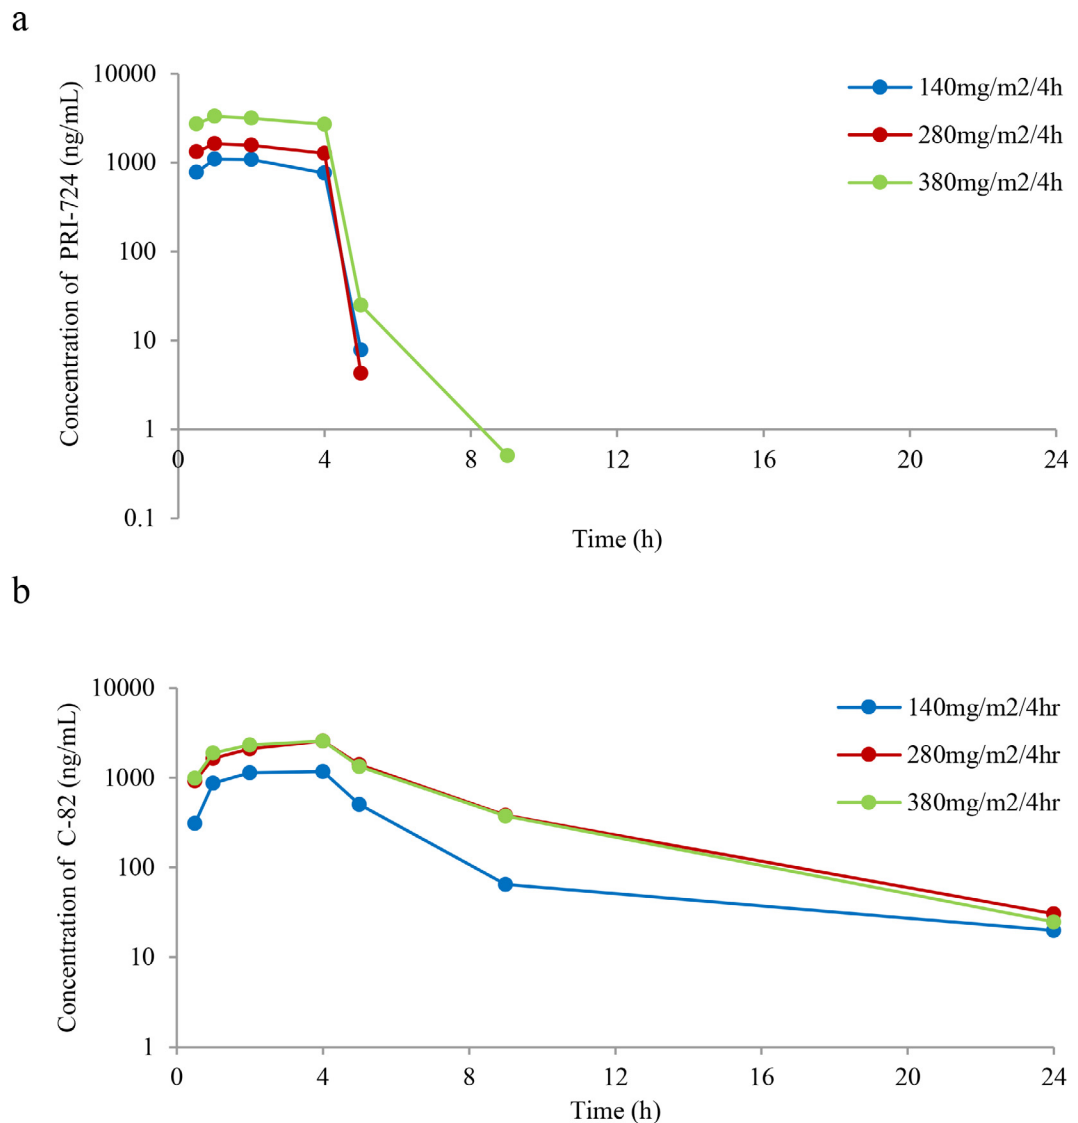 a
10000
1000
100
10
1
0.1
0 4 8 12 16 20 24
Concentration of PRI-724 (ng/mL)
Time (h)
140mg/m2/4h
280mg/m2/4h
380mg/m2/4h
b
10000
1000
100
10
1
0 4 8 12 16 20 24
Concentration of C-82 (ng/mL)
Time (h)
140mg/m2/4hr
280mg/m2/4hr
380mg/m2/4hr